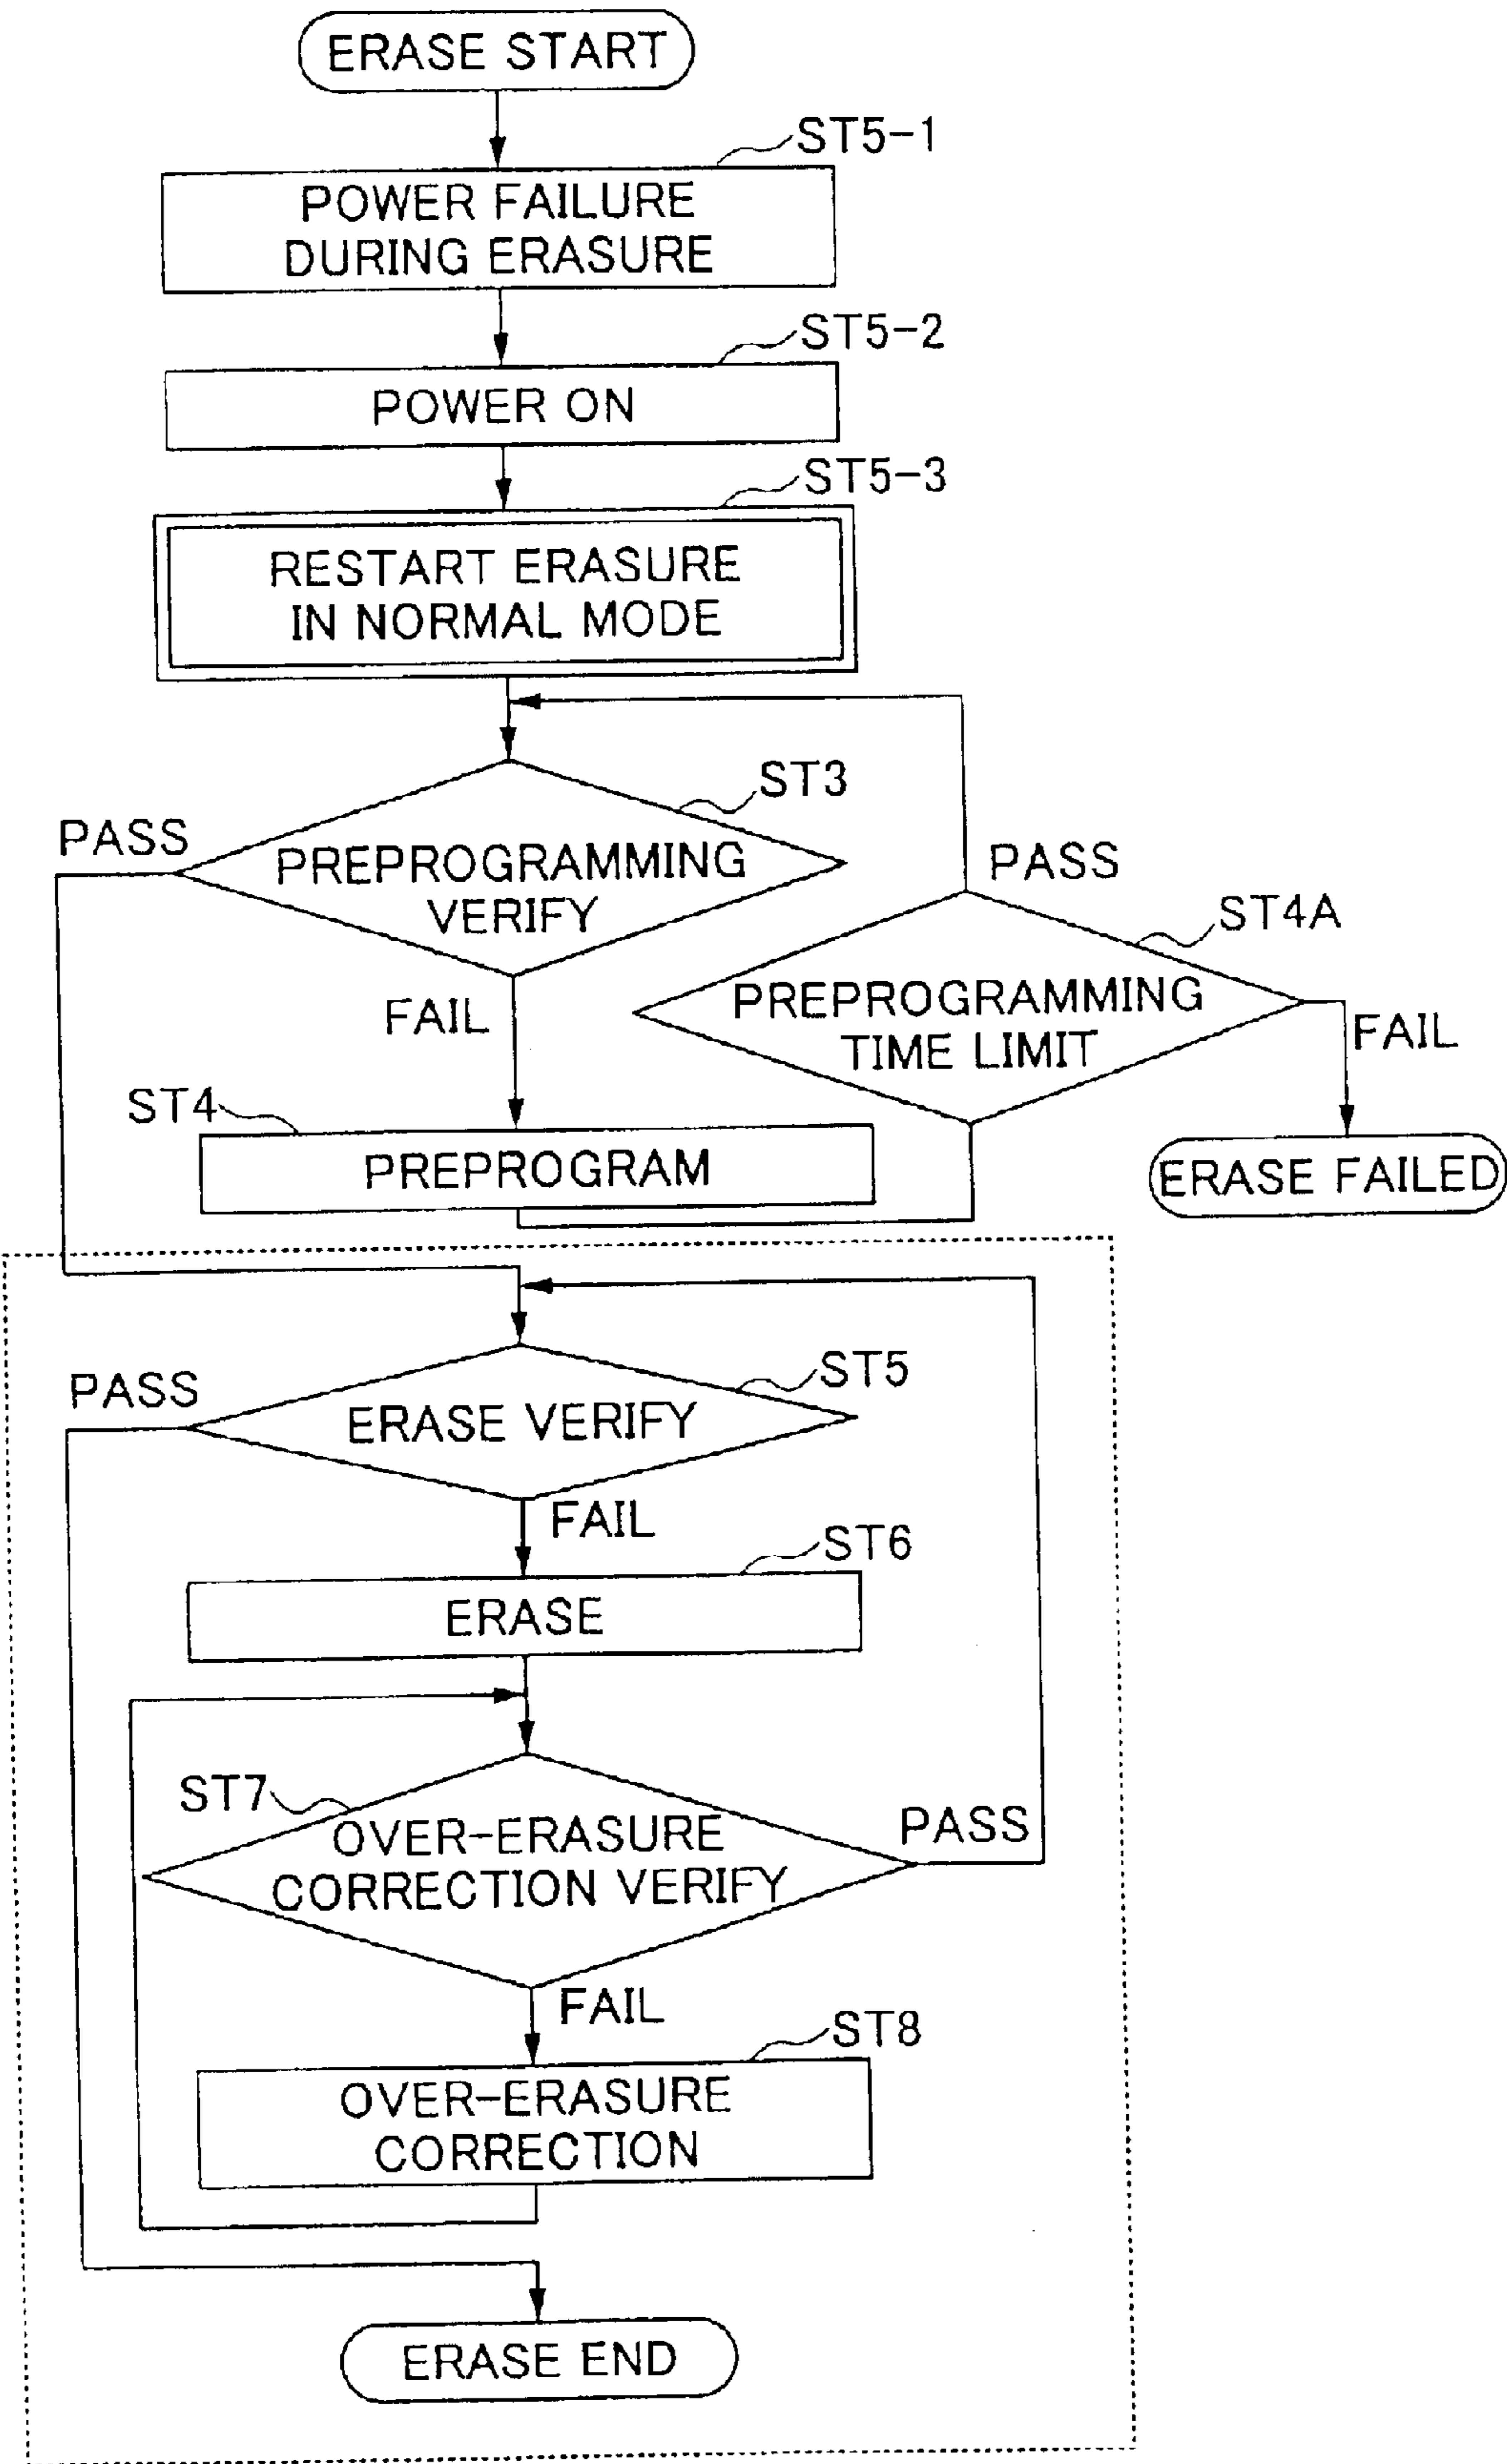 ERASE START
ST5-1
POWER FAILURE
DURING ERASURE
ST5-2
POWER ON
ST5-3
RESTART ERASURE
IN NORMAL MODE
ST3
PASS
PREPROGRAMMING
VERIFY
PASS
ST4A
FAIL
PREPROGRAMMING
TIME LIMIT
FAIL
ST4
PREPROGRAM
ERASE FAILED
ST5
PASS
ERASE VERIFY
FAIL
ST6
ERASE
ST7
OVER-ERASURE
CORRECTION VERIFY
PASS
FAIL
ST8
OVER-ERASURE
CORRECTION
ERASE END